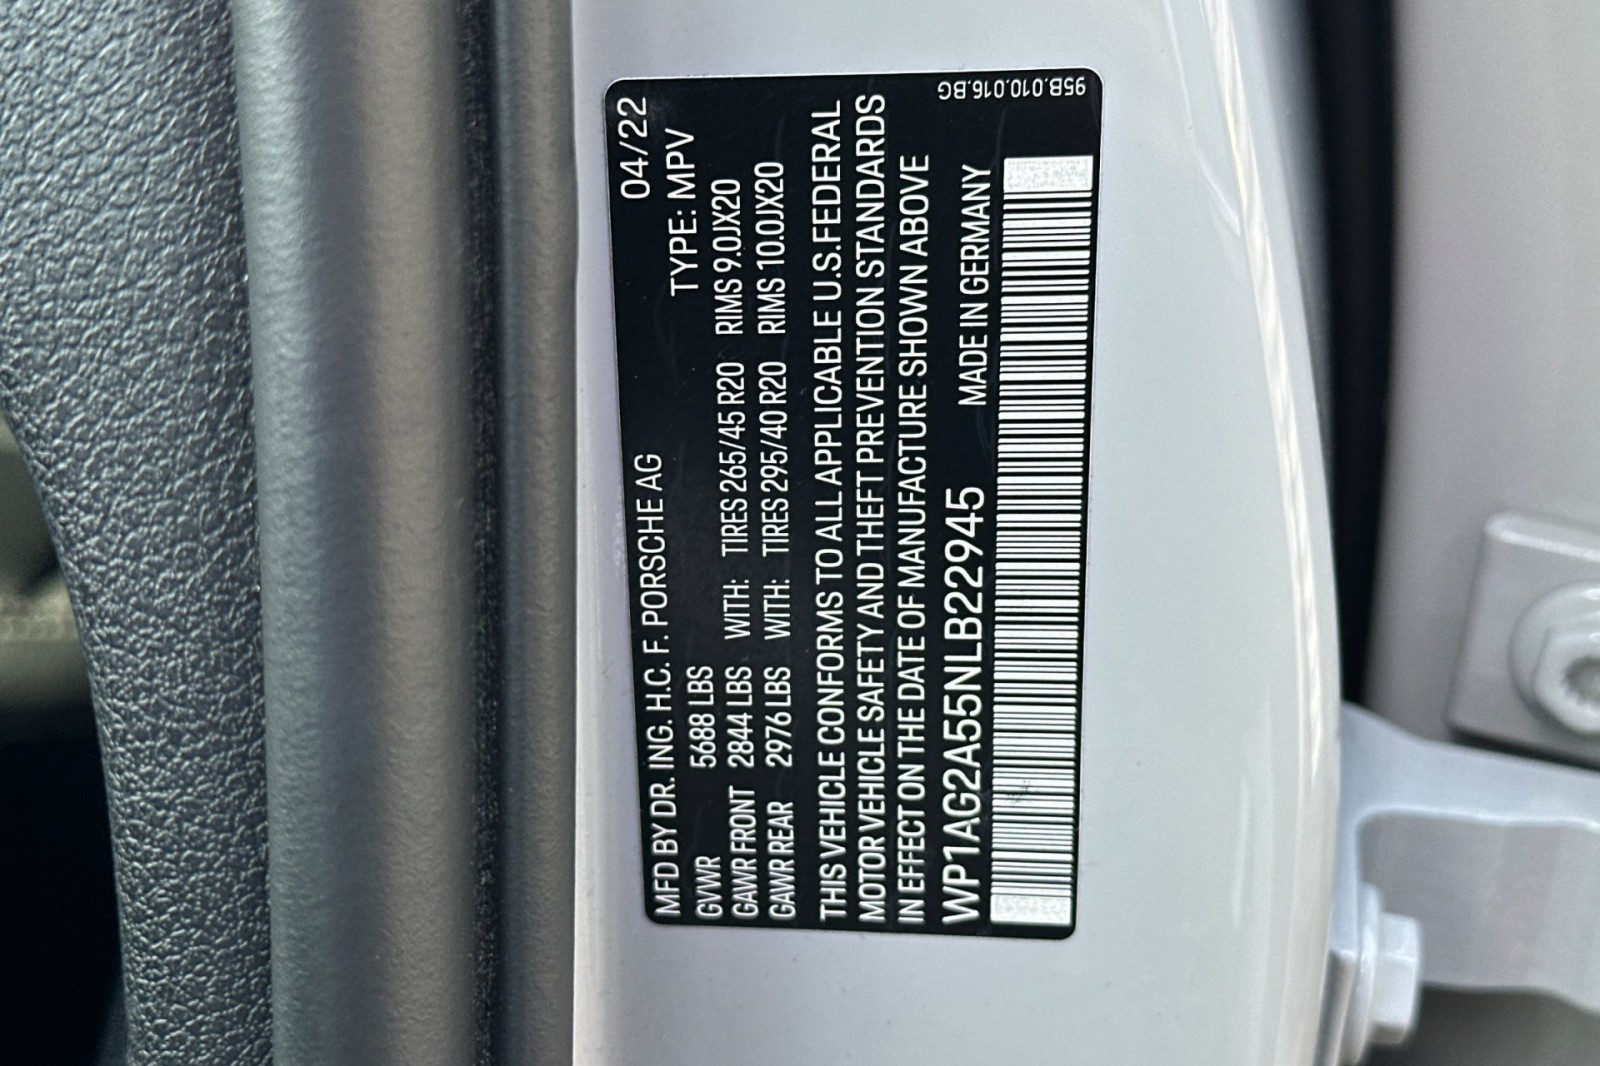 MFD BY DR. ING. H.C. F. PORSCHE AG 04/22
GVWR 5688 LBS TYPE: MPV
GAWR FRONT 2844 LBS WITH: TIRES 265/45 R20 RIMS 9.0JX20
GAWR REAR 2976 LBS WITH: TIRES 295/40 R20 RIMS 10.0JX20
THIS VEHICLE CONFORMS TO ALL APPLICABLE U.S.FEDERAL
MOTOR VEHICLE SAFETY AND THEFT PREVENTION STANDARDS
IN EFFECT ON THE DATE OF MANUFACTURE SHOWN ABOVE
WP1AG2A55NLB22945 MADE IN GERMANY
95B.010.016.BG